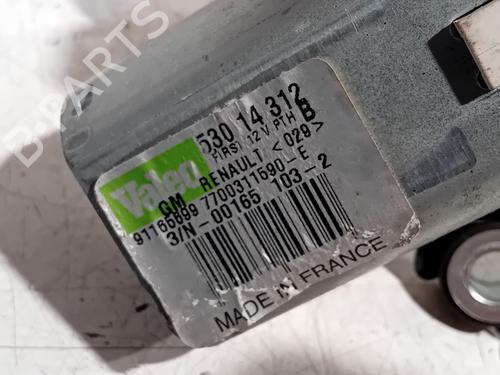 B-PARTS
Valeo
530 14 312
FIRST 12 V PTH B
GM RENAULT <029>
91165699 7700311590-E
3/N-00165 103-2
MADE IN FRANCE